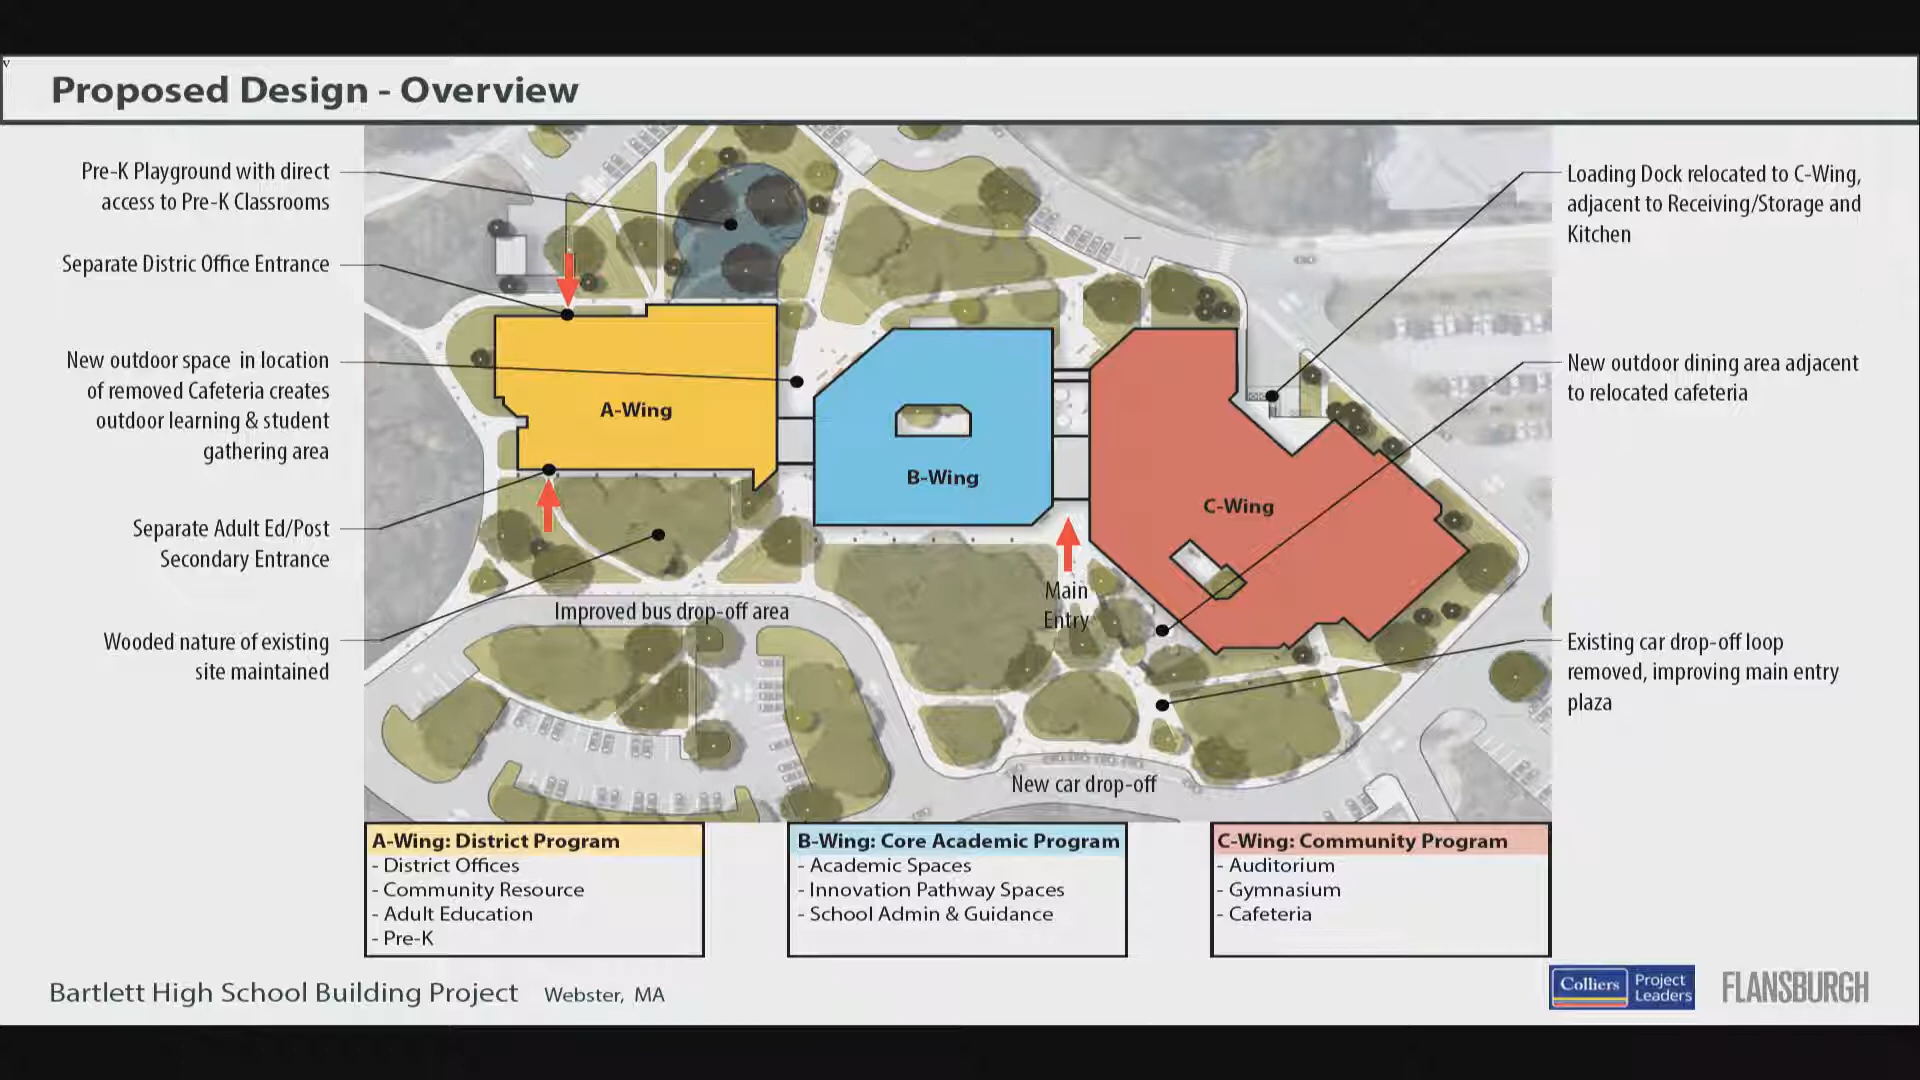 v
Proposed Design - Overview
Pre-K Playground with direct
access to Pre-K Classrooms
Separate Distric Office Entrance
New outdoor space in location
of removed Cafeteria creates
outdoor learning & student
gathering area
Separate Adult Ed/Post
Secondary Entrance
Wooded nature of existing
site maintained
A-Wing
B-Wing
C-Wing
Main
Entry
Improved bus drop-off area
New car drop-off
Loading Dock relocated to C-Wing,
adjacent to Receiving/Storage and
Kitchen
New outdoor dining area adjacent
to relocated cafeteria
Existing car drop-off loop
removed, improving main entry
plaza
A-Wing: District Program
- District Offices
- Community Resource
- Adult Education
- Pre-K
B-Wing: Core Academic Program
- Academic Spaces
- Innovation Pathway Spaces
- School Admin & Guidance
C-Wing: Community Program
- Auditorium
- Gymnasium
- Cafeteria
Bartlett High School Building Project Webster, MA
Colliers
Project
Leaders
FLANSBURGH